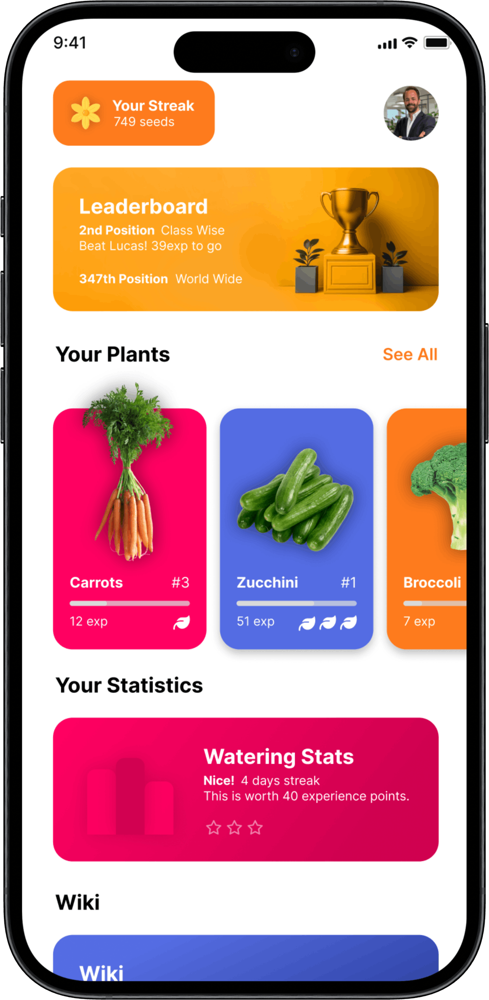 9:41
Your Streak
749 seeds
Leaderboard
2nd Position Class Wise
Beat Lucas! 39exp to go
347th Position World Wide
Your Plants
See All
Carrots #3
12 exp
Zucchini #1
51 exp
Broccoli
7 exp
Your Statistics
Watering Stats
Nice! 4 days streak
This is worth 40 experience points.
Wiki
Wiki